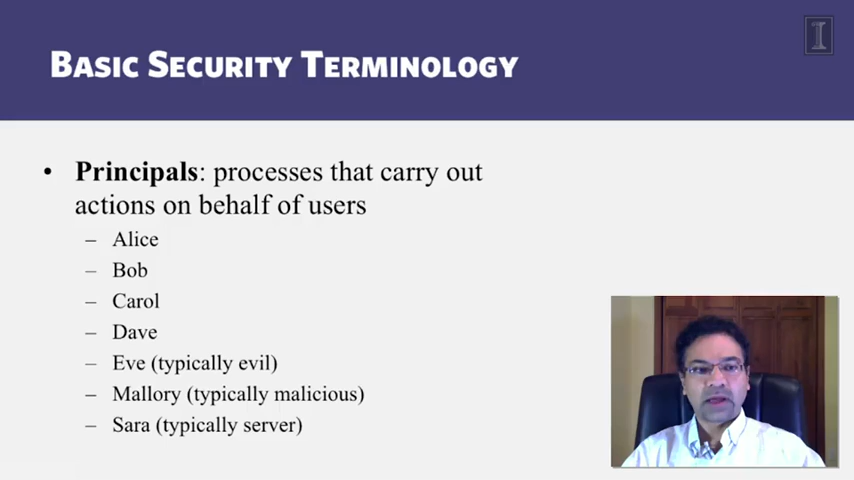 BASIC SECURITY TERMINOLOGY
• Principals: processes that carry out
actions on behalf of users
– Alice
– Bob
– Carol
– Dave
– Eve (typically evil)
– Mallory (typically malicious)
– Sara (typically server)
I